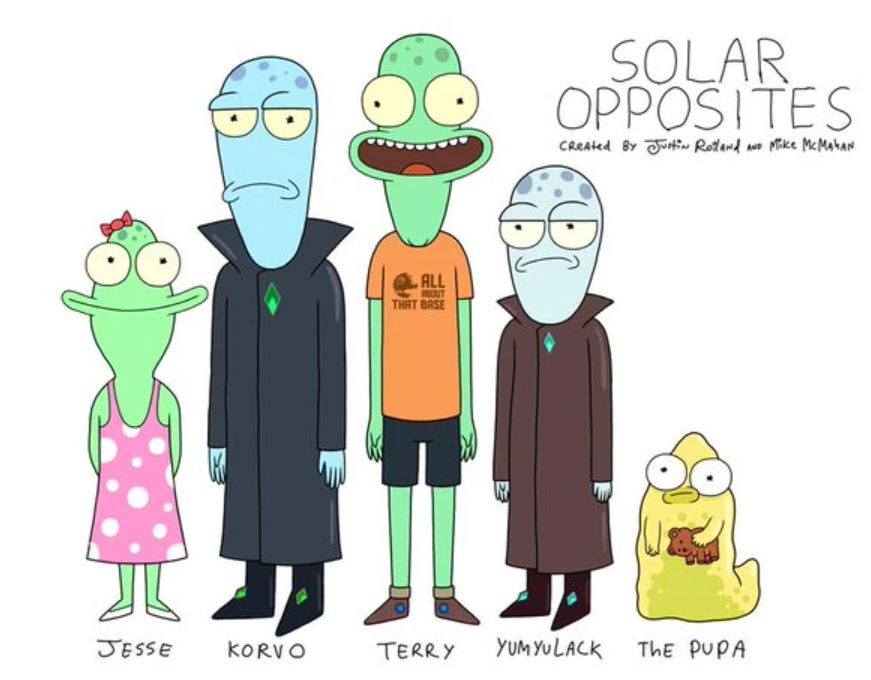 SOLAR
OPPOSITES
CREATED BY Justin Roiland AND Mike McMahan
ALL
ABOUT
THAT BASE
JESSE
KORVO
TERRY
YUMYULACK
THE PUPA